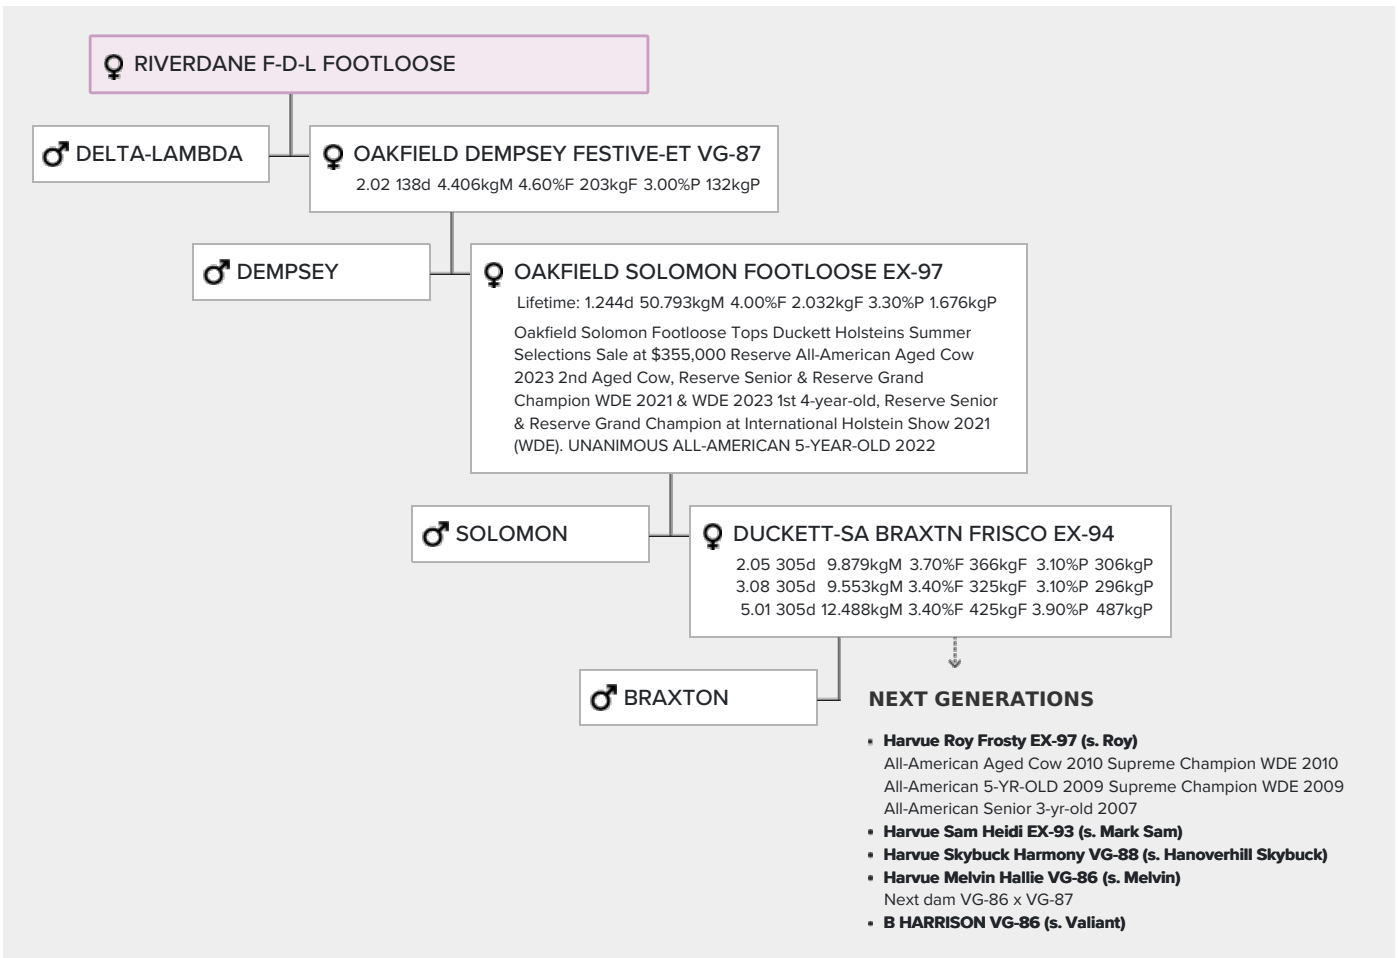 RIVERDANE F-D-L FOOTLOOSE
DELTA-LAMBDA
OAKFIELD DEMPSEY FESTIVE-ET VG-87
2.02 138d 4.406kgM 4.60%F 203kgF 3.00%P 132kgP
DEMPSEY
OAKFIELD SOLOMON FOOTLOOSE EX-97
Lifetime: 1.244d 50.793kgM 4.00%F 2.032kgF 3.30%P 1.676kgP
Oakfield Solomon Footloose Tops Duckett Holsteins Summer
Selections Sale at $355,000 Reserve All-American Aged Cow
2023 2nd Aged Cow, Reserve Senior & Reserve Grand
Champion WDE 2021 & WDE 2023 1st 4-year-old, Reserve Senior
& Reserve Grand Champion at International Holstein Show 2021
(WDE). UNANIMOUS ALL-AMERICAN 5-YEAR-OLD 2022
SOLOMON
DUCKETT-SA BRAXTN FRISCO EX-94
2.05 305d 9.879kgM 3.70%F 366kgF 3.10%P 306kgP
3.08 305d 9.553kgM 3.40%F 325kgF 3.10%P 296kgP
5.01 305d 12.488kgM 3.40%F 425kgF 3.90%P 487kgP
BRAXTON
NEXT GENERATIONS
• Harvue Roy Frosty EX-97 (s. Roy)
All-American Aged Cow 2010 Supreme Champion WDE 2010
All-American 5-YR-OLD 2009 Supreme Champion WDE 2009
All-American Senior 3-yr-old 2007
• Harvue Sam Heidi EX-93 (s. Mark Sam)
• Harvue Skybuck Harmony VG-88 (s. Hanoverhill Skybuck)
• Harvue Melvin Hallie VG-86 (s. Melvin)
Next dam VG-86 x VG-87
• B HARRISON VG-86 (s. Valiant)